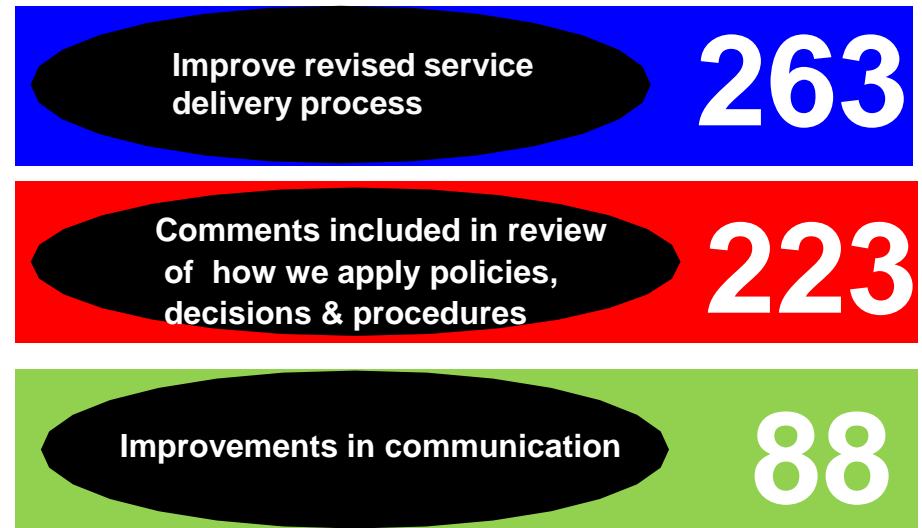 Improve revised service
delivery process
263
Comments included in review
of how we apply policies,
decisions & procedures
223
Improvements in communication
88